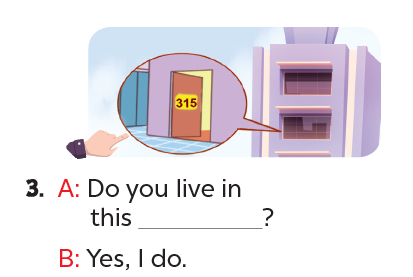 315
3. A: Do you live in
this __________?
B: Yes, I do.